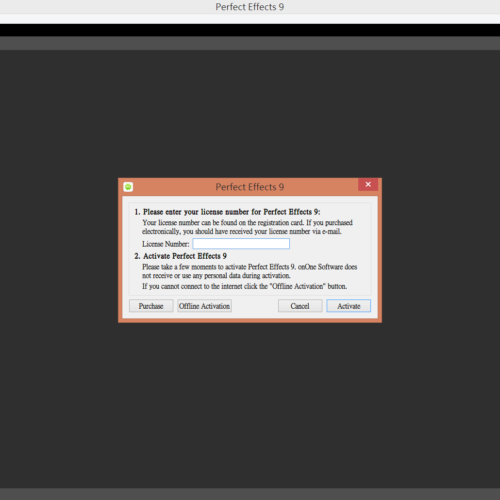 Perfect Effects 9
Perfect Effects 9
1. Please enter your license number for Perfect Effects 9:
Your license number can be found on the registration card. If you purchased
electronically, you should have received your license number via e-mail.
License Number:
2. Activate Perfect Effects 9
Please take a few moments to activate Perfect Effects 9. onOne Software does
not receive or use any personal data during activation.
If you cannot connect to the internet click the "Offline Activation" button.
Purchase Offline Activation Cancel Activate